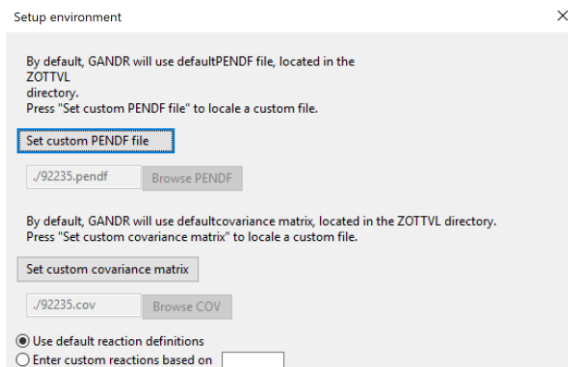 Setup environment
By default, GANDR will use defaultPENDF file, located in the
ZOTTVL
directory.
Press "Set custom PENDF file" to locale a custom file.
Set custom PENDF file
./92235.pendf
Browse PENDF
By default, GANDR will use defaultcovariance matrix, located in the ZOTTVL directory.
Press "Set custom covariance matrix" to locale a custom file.
Set custom covariance matrix
./92235.cov
Browse COV
Use default reaction definitions
Enter custom reactions based on